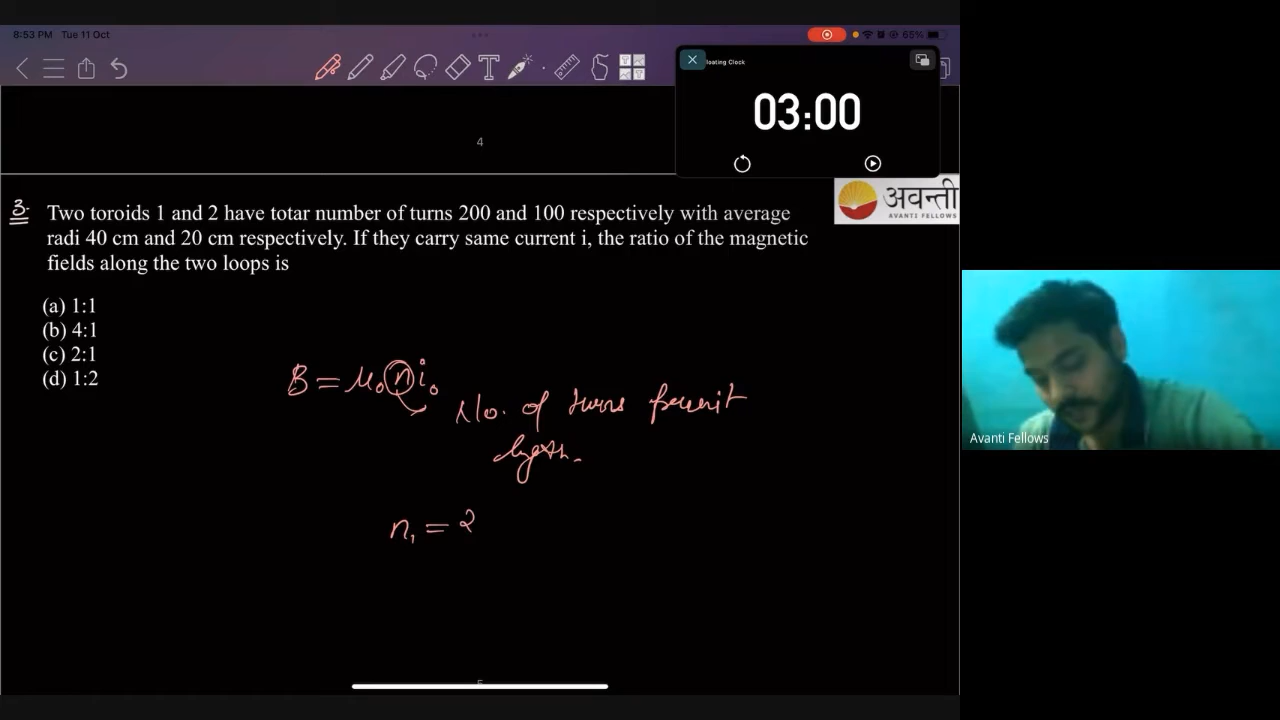 8:53 PM Tue 11 Oct
65%
loating Clock
03:00
4
अवन्ती
AVANTI FELLOWS
3. Two toroids 1 and 2 have totar number of turns 200 and 100 respectively with average
radi 40 cm and 20 cm respectively. If they carry same current i, the ratio of the magnetic
fields along the two loops is
(a) 1:1
(b) 4:1
(c) 2:1
(d) 1:2
B = μ₀ n i₀
No. of turns
n₁ = 2
Avanti Fellows